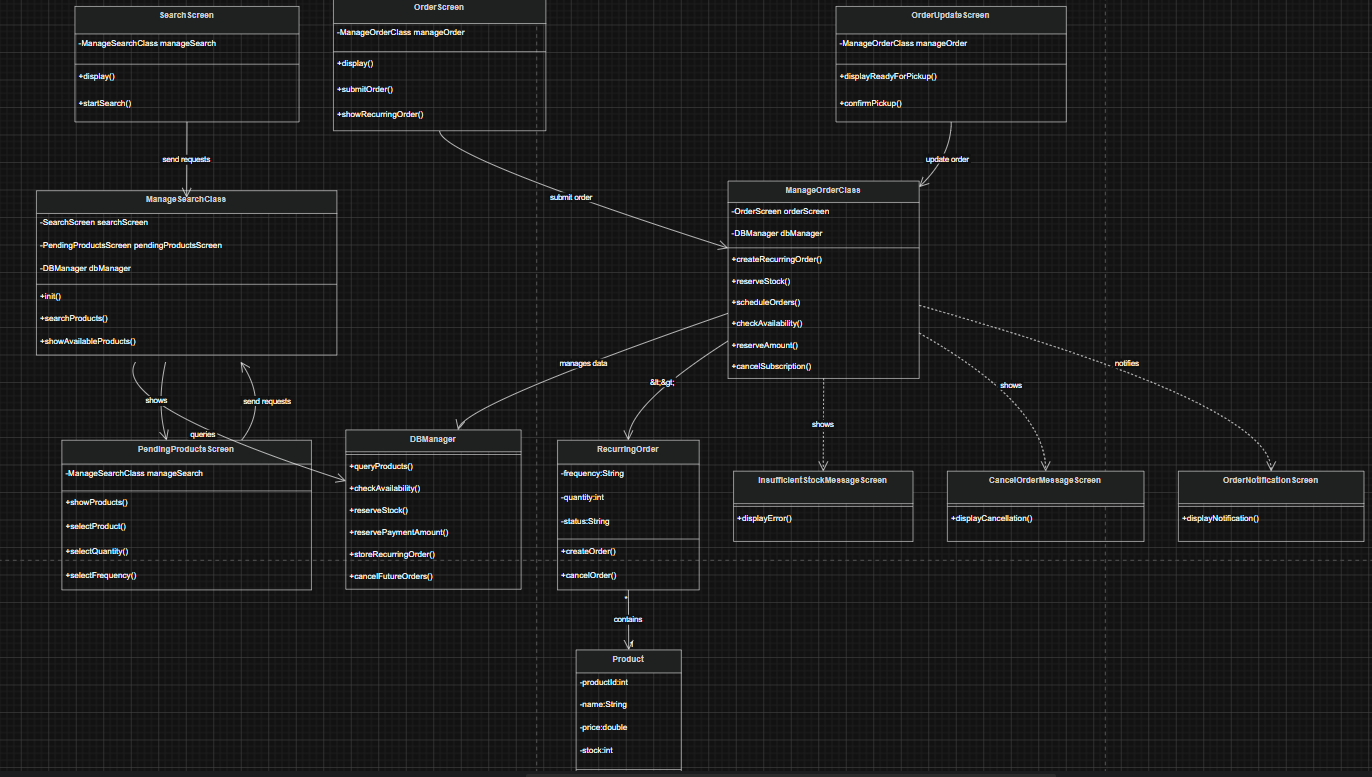 SearchScreen
-ManageSearchClass manageSearch
+display()
+startSearch()
OrderScreen
-ManageOrderClass manageOrder
+display()
+submitOrder()
+showRecurringOrder()
OrderUpdateScreen
-ManageOrderClass manageOrder
+displayReadyForPickup()
+confirmPickup()
send requests
submit order
update order
ManageSearchClass
-SearchScreen searchScreen
-PendingProductsScreen pendingProductsScreen
-DBManager dbManager
+init()
+searchProducts()
+showAvailableProducts()
ManageOrderClass
-OrderScreen orderScreen
-DBManager dbManager
+createRecurringOrder()
+reserveStock()
+scheduleOrders()
+checkAvailability()
+reserveAmount()
+cancelSubscription()
shows
send requests
queries
manages data
&lt;&gt;
shows
shows
notifies
PendingProductsScreen
-ManageSearchClass manageSearch
+showProducts()
+selectProduct()
+selectQuantity()
+selectFrequency()
DBManager
+queryProducts()
+checkAvailability()
+reserveStock()
+reservePaymentAmount()
+storeRecurringOrder()
+cancelFutureOrders()
RecurringOrder
-frequency:String
-quantity:int
-status:String
+createOrder()
+cancelOrder()
InsufficientStockMessageScreen
+displayError()
CancelOrderMessageScreen
+displayCancellation()
OrderNotificationScreen
+displayNotification()
*
contains
1
Product
-productId:int
-name:String
-price:double
-stock:int